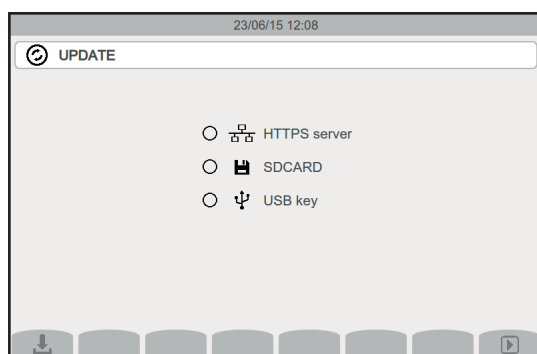 23/06/15 12:08
UPDATE
HTTPS server
SDCARD
USB key